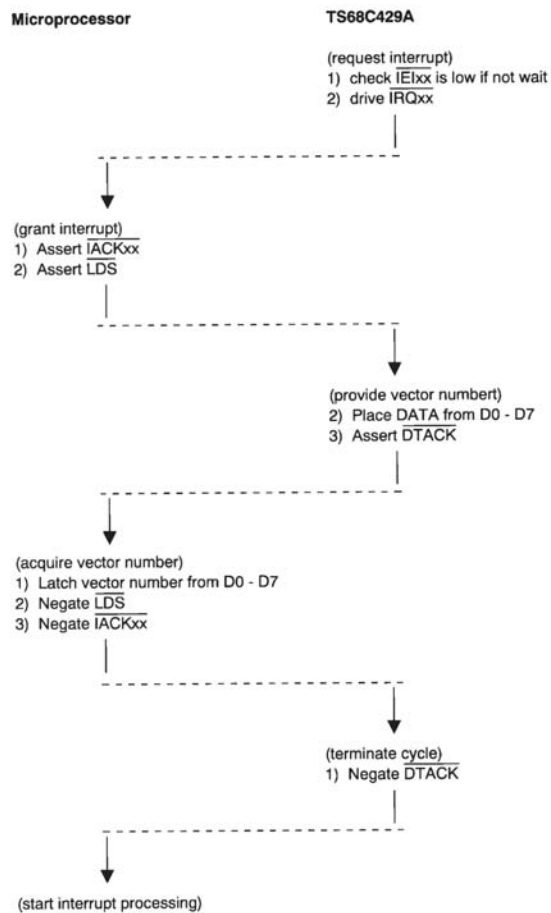 Microprocessor
TS68C429A
(request interrupt)
1) check IEIxx is low if not wait
2) drive IRQxx
(grant interrupt)
1) Assert IACKxx
2) Assert LDS
(provide vector numbert)
2) Place DATA from D0 - D7
3) Assert DTACK
(acquire vector number)
1) Latch vector number from D0 - D7
2) Negate LDS
3) Negate IACKxx
(terminate cycle)
1) Negate DTACK
(start interrupt processing)